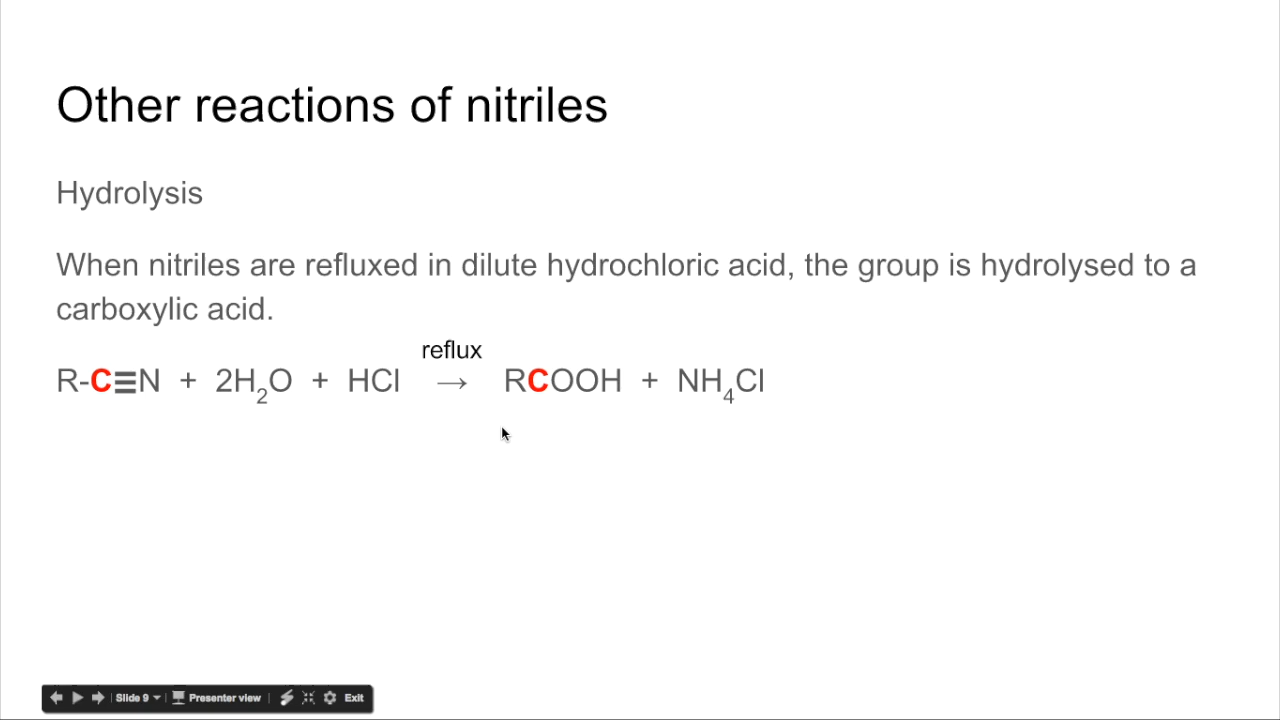 Other reactions of nitriles
Hydrolysis
When nitriles are refluxed in dilute hydrochloric acid, the group is hydrolysed to a
carboxylic acid.
reflux
R-C≡N + 2H₂O + HCl → RCOOH + NH₄Cl
Slide 9 Presenter view Exit